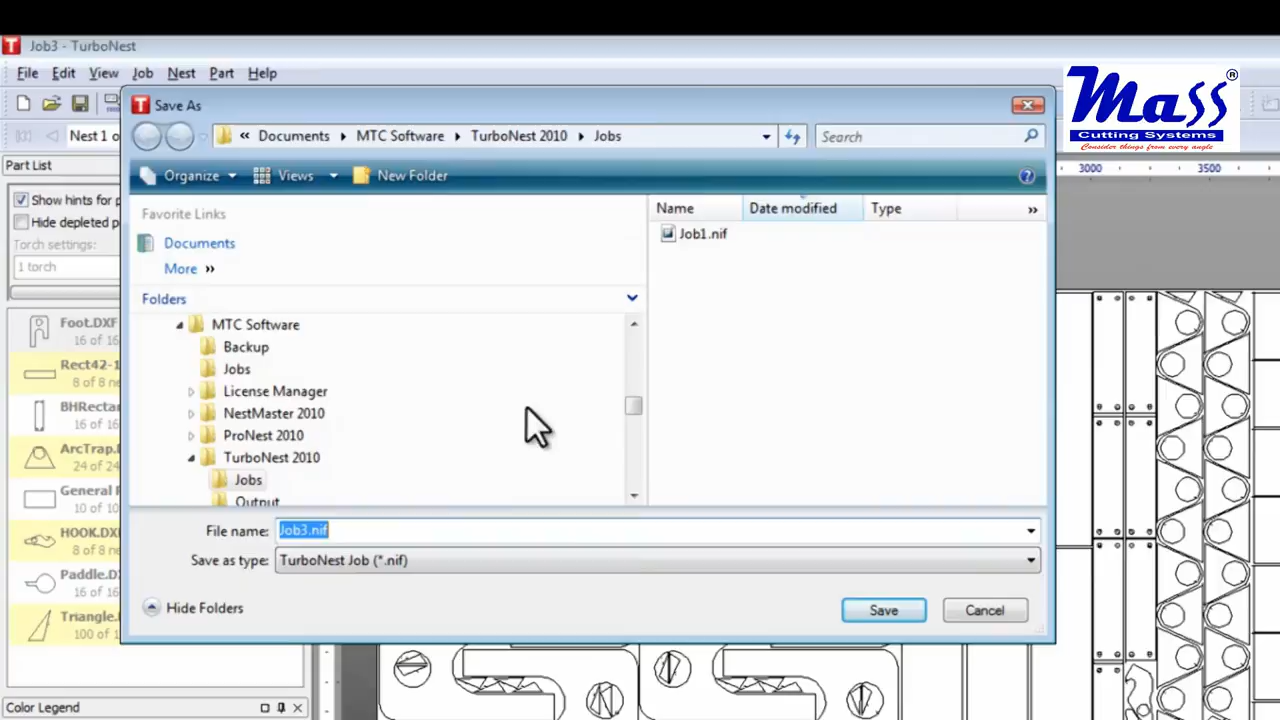 Job3 - TurboNest
File Edit View Job Nest Part Help
Mass ®
Cutting Systems
Consider things from every angle
Save As
« Documents MTC Software TurboNest 2010 Jobs
Search
Nest 1 o
Part List
3000 3500
Organize Views New Folder
Show hints for p
Hide depleted p
Torch settings:
1 torch
Favorite Links
Documents
More »
Folders
Name Date modified Type »
Job1.nif
MTC Software
Backup
Jobs
License Manager
NestMaster 2010
ProNest 2010
TurboNest 2010
Jobs
Output
Foot.DXF
16 of 16
Rect42-1
8 of 8 ne
BHRectan
16 of 16
ArcTrap.D
24 of 24
General P
10 of 10
HOOK.DX
8 of 8 ne
Paddle.D
16 of 16
Triangle.
100 of 1
File name: Job3.nif
Save as type: TurboNest Job (*.nif)
Hide Folders
Save Cancel
Color Legend